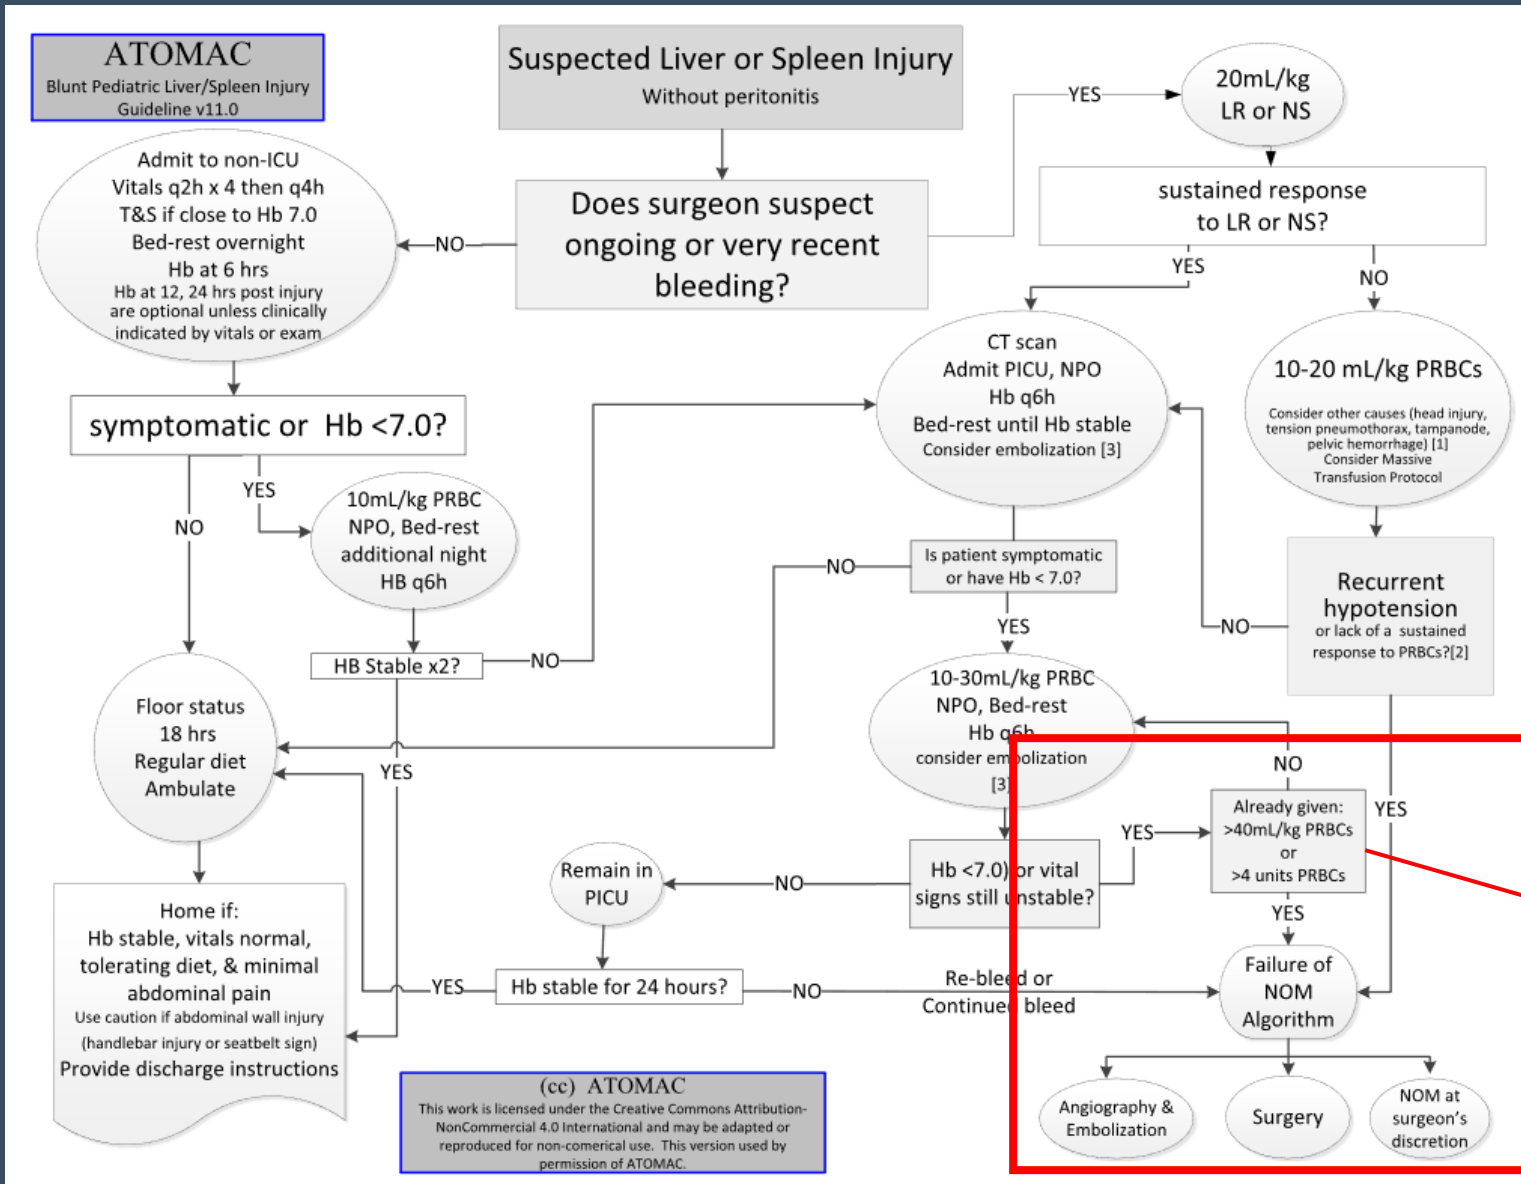 ATOMAC
Blunt Pediatric Liver/Spleen Injury
Guideline v11.0
Suspected Liver or Spleen Injury
Without peritonitis
YES
20mL/kg
LR or NS
Does surgeon suspect
ongoing or very recent
bleeding?
NO
Admit to non-ICU
Vitals q2h x 4 then q4h
T&S if close to Hb 7.0
Bed-rest overnight
Hb at 6 hrs
Hb at 12, 24 hrs post injury
are optional unless clinically
indicated by vitals or exam
sustained response
to LR or NS?
YES
NO
CT scan
Admit PICU, NPO
Hb q6h
Bed-rest until Hb stable
Consider embolization [3]
10-20 mL/kg PRBCs
Consider other causes (head injury,
tension pneumothorax, tampanode,
pelvic hemorrhage) [1]
Consider Massive
Transfusion Protocol
symptomatic or Hb <7.0?
YES
NO
10mL/kg PRBC
NPO, Bed-rest
additional night
HB q6h
Is patient symptomatic
or have Hb < 7.0?
NO
YES
Recurrent
hypotension
or lack of a sustained
response to PRBCs?[2]
NO
YES
HB Stable x2?
NO
YES
Floor status
18 hrs
Regular diet
Ambulate
10-30mL/kg PRBC
NPO, Bed-rest
Hb q6h
consider embolization
[3]
NO
Already given:
>40mL/kg PRBCs
or
>4 units PRBCs
YES
YES
Hb <7.0) or vital
signs still unstable?
NO
Remain in
PICU
Home if:
Hb stable, vitals normal,
tolerating diet, & minimal
abdominal pain
Use caution if abdominal wall injury
(handlebar injury or seatbelt sign)
Provide discharge instructions
YES
Hb stable for 24 hours?
NO
Re-bleed or
Continued bleed
Failure of
NOM
Algorithm
Angiography &
Embolization
Surgery
NOM at
surgeon's
discretion
(cc) ATOMAC
This work is licensed under the Creative Commons Attribution-
NonCommercial 4.0 International and may be adapted or
reproduced for non-comerical use. This version used by
permission of ATOMAC.